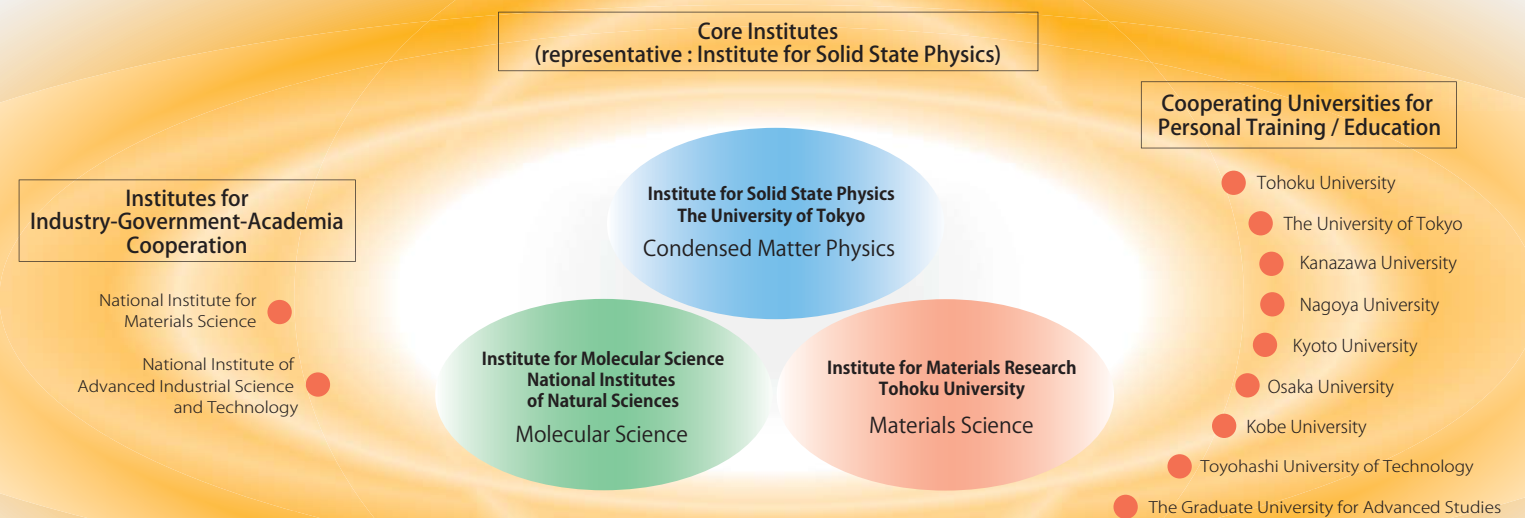 Core Institutes
(representative : Institute for Solid State Physics)
Institutes for
Industry-Government-Academia
Cooperation
National Institute for
Materials Science
National Institute of
Advanced Industrial Science
and Technology
Institute for Solid State Physics
The University of Tokyo
Condensed Matter Physics
Institute for Molecular Science
National Institutes
of Natural Sciences
Molecular Science
Institute for Materials Research
Tohoku University
Materials Science
Cooperating Universities for
Personal Training / Education
Tohoku University
The University of Tokyo
Kanazawa University
Nagoya University
Kyoto University
Osaka University
Kobe University
Toyohashi University of Technology
The Graduate University for Advanced Studies